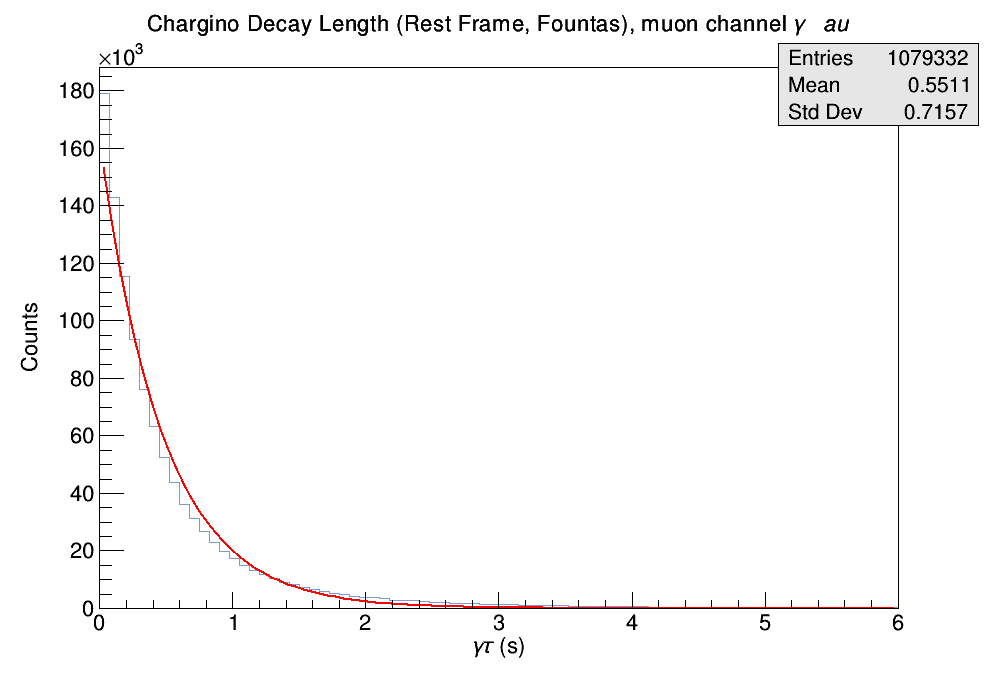 Chargino Decay Length (Rest Frame, Fountas), muon channel γ au
×10³
Entries 1079332
Mean 0.5511
Std Dev 0.7157
180
160
140
120
100
80
60
40
20
0
Counts
0 1 2 3 4 5 6
γτ (s)